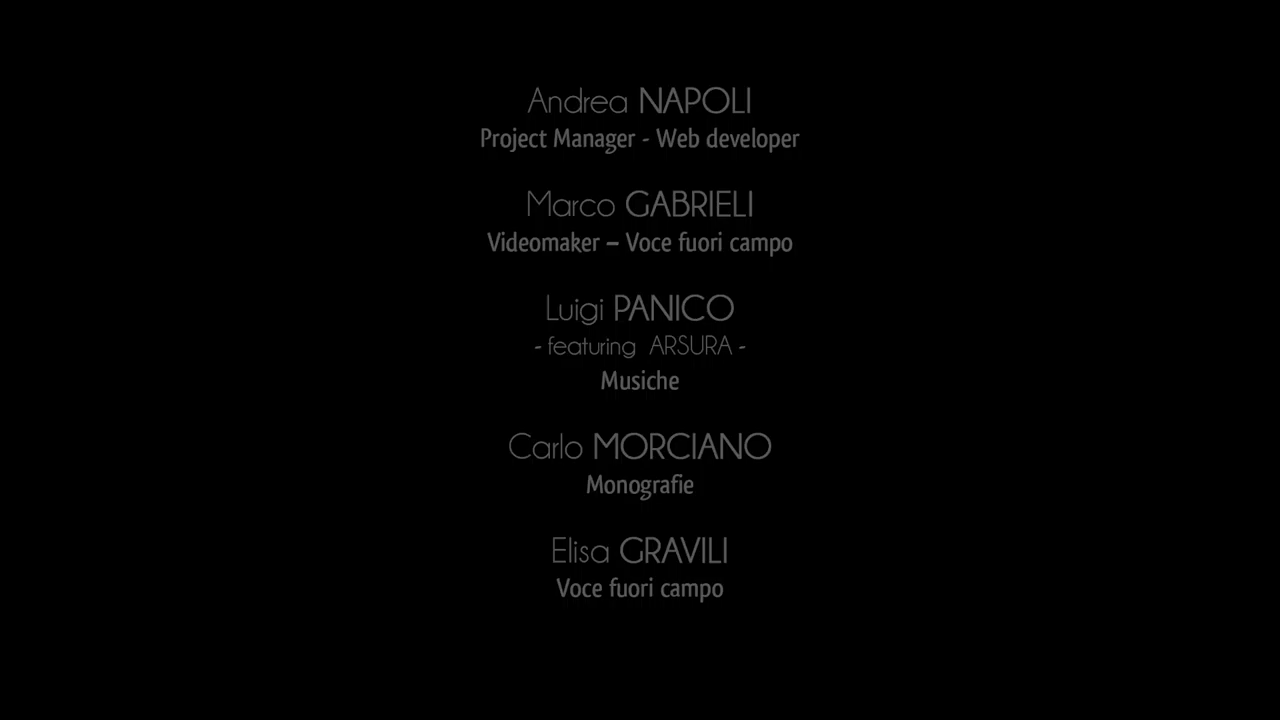 Andrea NAPOLI
Project Manager - Web developer
Marco GABRIELI
Videomaker – Voce fuori campo
Luigi PANICO
- featuring ARSURA -
Musiche
Carlo MORCIANO
Monografie
Elisa GRAVILI
Voce fuori campo